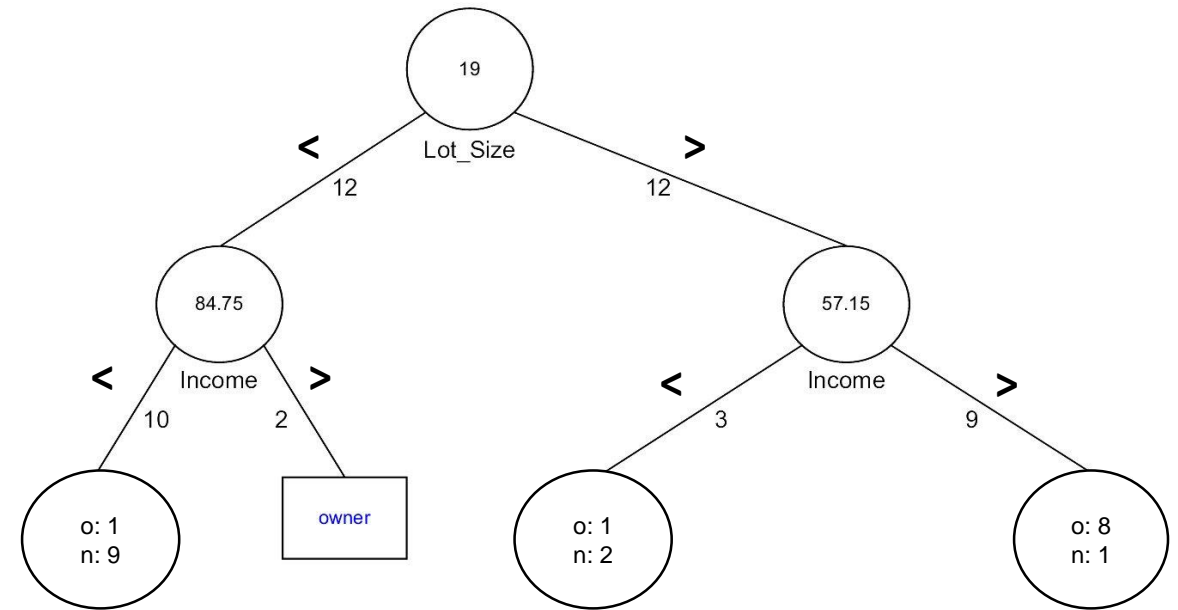 19
Lot_Size
< >
12 12
84.75 57.15
Income Income
< > < >
10 2 3 9
o: 1
n: 9
owner
o: 1
n: 2
o: 8
n: 1